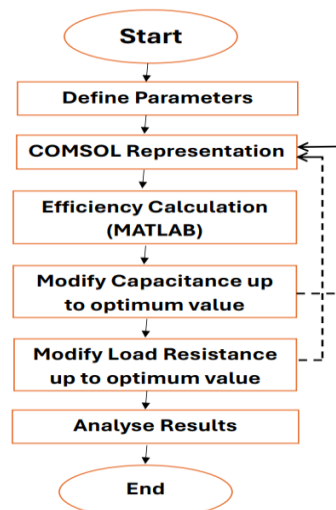 Start
Define Parameters
COMSOL Representation
Efficiency Calculation
(MATLAB)
Modify Capacitance up
to optimum value
Modify Load Resistance
up to optimum value
Analyse Results
End